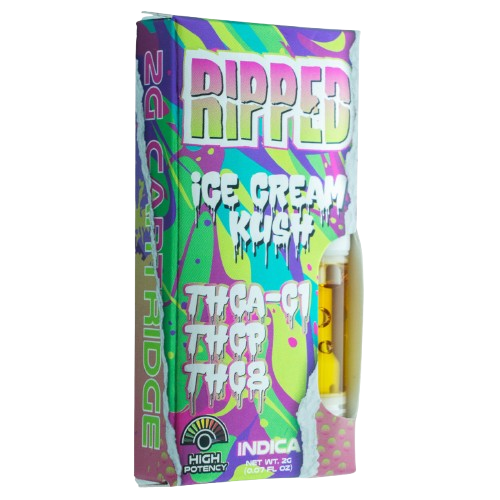 2G CARTRIDGE
RIPPED
ICE CREAM
KUSH
THCA-C1
THCP
THC8
HIGH
POTENCY
INDICA
NET WT. 2G
(0.07 FL OZ)